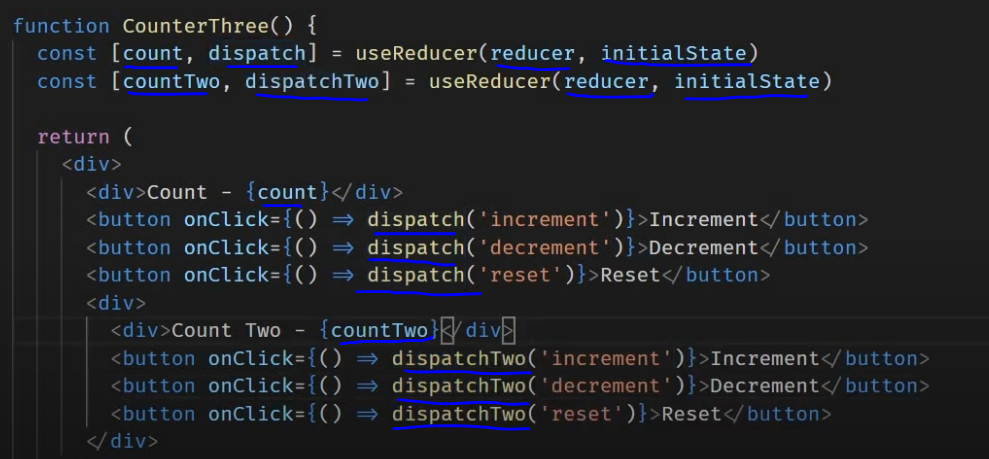 function CounterThree() {
const [count, dispatch] = useReducer(reducer, initialState)
const [countTwo, dispatchTwo] = useReducer(reducer, initialState)
return (
<div>
<div>Count - {count}</div>
<button onClick={() => dispatch('increment')}>Increment</button>
<button onClick={() => dispatch('decrement')}>Decrement</button>
<button onClick={() => dispatch('reset')}>Reset</button>
<div>
<div>Count Two - {countTwo}</div>
<button onClick={() => dispatchTwo('increment')}>Increment</button>
<button onClick={() => dispatchTwo('decrement')}>Decrement</button>
<button onClick={() => dispatchTwo('reset')}>Reset</button>
</div>